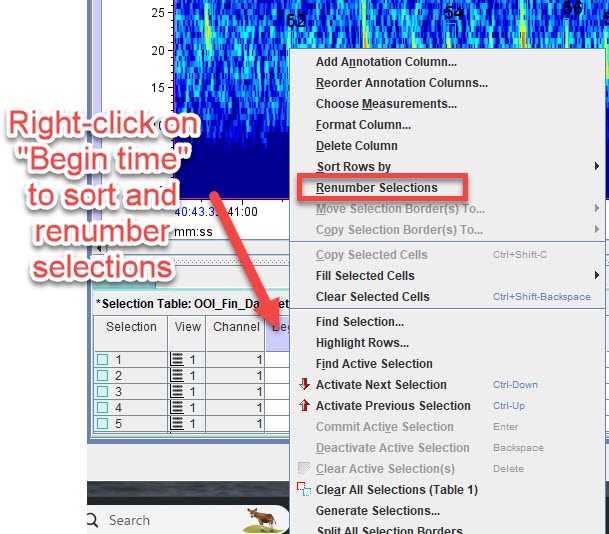 52
54
56
25
20
15
Right-click on
"Begin time"
to sort and
renumber
selections
40:43.3
41:00
mm:ss
Add Annotation Column...
Reorder Annotation Columns...
Choose Measurements...
Format Column...
Delete Column
Sort Rows by
Renumber Selections
Move Selection Border(s) To...
Copy Selection Border(s) To...
Copy Selected Cells Ctrl+Shift-C
Fill Selected Cells
Clear Selected Cells Ctrl+Shift-Backspace
Find Selection...
Highlight Rows...
Find Active Selection
Activate Next Selection Ctrl-Down
Activate Previous Selection Ctrl-Up
Commit Active Selection Enter
Deactivate Active Selection Backspace
Clear Active Selection(s) Delete
Clear All Selections (Table 1)
Generate Selections...
Split All Selection Borders
*Selection Table: OOI_Fin_Da
Selection View Channel
1 1 1
2 1 1
3 1 1
4 1 1
5 1 1
Search